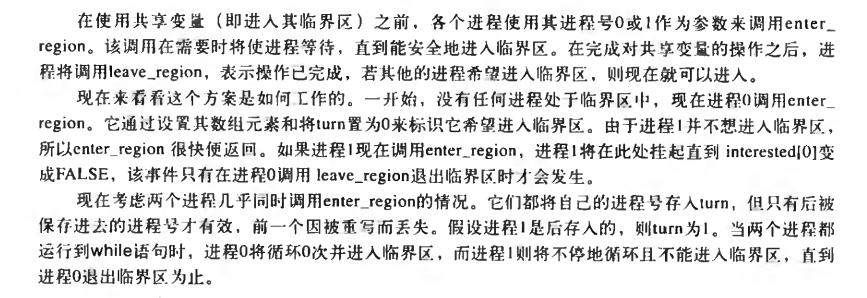 在使用共享变量（即进入其临界区）之前，各个进程使用其进程号0或1作为参数来调用enter_
region。该调用在需要时将使进程等待，直到能安全地进入临界区。在完成对共享变量的操作之后，进
程将调用leave_region，表示操作已完成，若其他的进程希望进入临界区，则现在就可以进入。
现在来看看这个方案是如何工作的。一开始，没有任何进程处于临界区中，现在进程0调用enter_
region。它通过设置其数组元素和将turn置为0来标识它希望进入临界区。由于进程1并不想进入临界区，
所以enter_region 很快便返回。如果进程1现在调用enter_region，进程1将在此处挂起直到 interested[0]变
成FALSE，该事件只有在进程0调用 leave_region退出临界区时才会发生。
现在考虑两个进程几乎同时调用enter_region的情况。它们都将自己的进程号存入turn，但只有后被
保存进去的进程号才有效，前一个因被重写而丢失。假设进程1是后存入的，则turn为1。当两个进程都
运行到while语句时，进程0将循环0次并进入临界区，而进程1则将不停地循环且不能进入临界区，直到
进程0退出临界区为止。